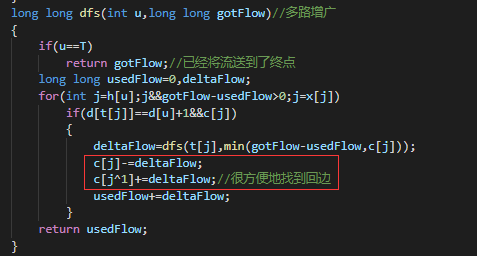 }
long long dfs(int u,long long gotFlow)//多路增广
{
if(u==T)
return gotFlow;//已经将流送到了终点
long long usedFlow=0,deltaFlow;
for(int j=h[u];j&&gotFlow-usedFlow>0;j=x[j])
if(d[t[j]]==d[u]+1&&c[j])
{
deltaFlow=dfs(t[j],min(gotFlow-usedFlow,c[j]));
c[j]-=deltaFlow;
c[j^1]+=deltaFlow;//很方便地找到回边
usedFlow+=deltaFlow;
}
return usedFlow;
}